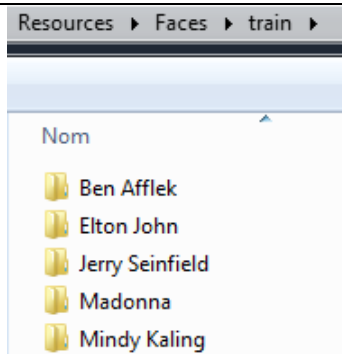 Resources ▸ Faces ▸ train ▸
Nom
Ben Afflek
Elton John
Jerry Seinfield
Madonna
Mindy Kaling